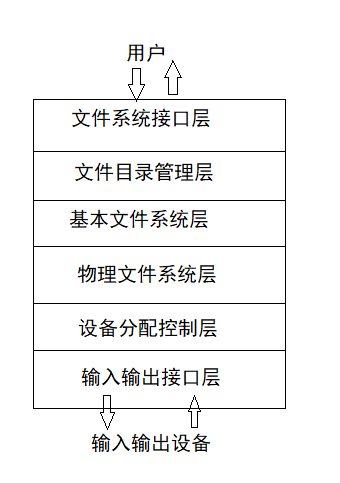 用户
文件系统接口层
文件目录管理层
基本文件系统层
物理文件系统层
设备分配控制层
输入输出接口层
输入输出设备